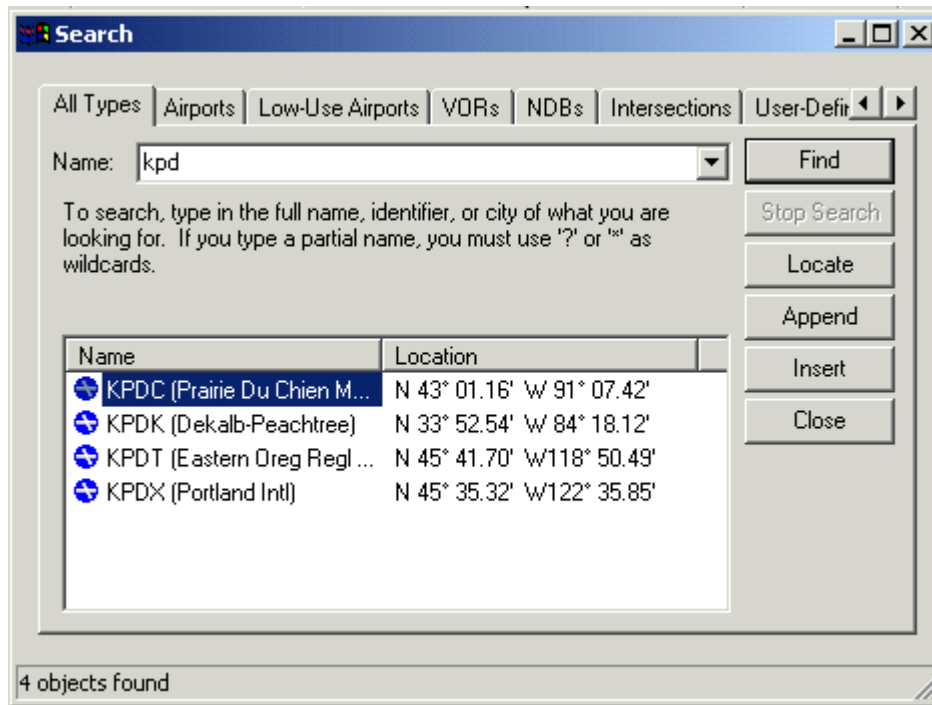 Search
All Types Airports Low-Use Airports VORs NDBs Intersections User-Defin
Name: kpd Find
To search, type in the full name, identifier, or city of what you are
looking for. If you type a partial name, you must use '?' or '*' as
wildcards.
Stop Search
Locate
Append
Insert
Close
Name Location
KPDC (Prairie Du Chien M... N 43° 01.16' W 91° 07.42'
KPDK (Dekalb-Peachtree) N 33° 52.54' W 84° 18.12'
KPDT (Eastern Oreg Regl ... N 45° 41.70' W118° 50.49'
KPDX (Portland Intl) N 45° 35.32' W122° 35.85'
4 objects found